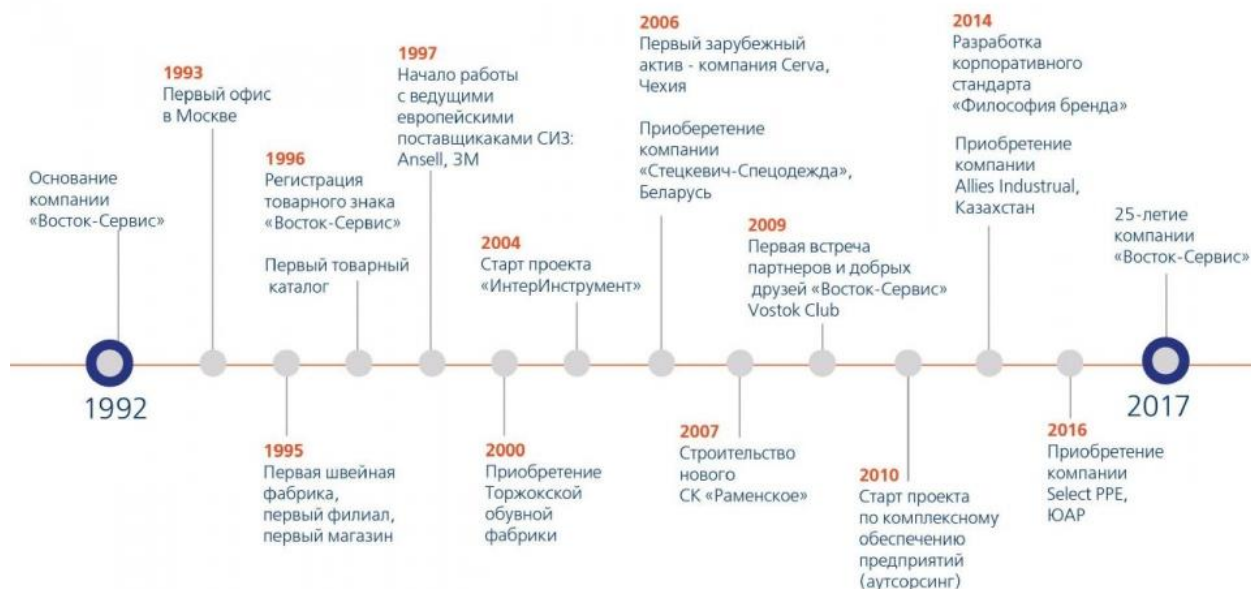 Основание
компании
«Восток-Сервис»
1992
1993
Первый офис
в Москве
1995
Первая швейная
фабрика,
первый филиал,
первый магазин
1996
Регистрация
товарного знака
«Восток-Сервис»
Первый товарный
каталог
1997
Начало работы
с ведущими
европейскими
поставщикаками СИЗ:
Ansell, 3М
2000
Приобретение
Торжокской
обувной
фабрики
2004
Старт проекта
«ИнтерИнструмент»
2006
Первый зарубежный
актив - компания Cerva,
Чехия
Приоберетение
компании
«Стецкевич-Спецодежда»,
Беларусь
2007
Строительство
нового
СК «Раменское»
2009
Первая встреча
партнеров и добрых
друзей «Восток-Сервис»
Vostok Club
2010
Старт проекта
по комплексному
обеспечению
предприятий
(аутсорсинг)
2014
Разработка
корпоративного
стандарта
«Философия бренда»
Приобретение
компании
Allies Industrual,
Казахстан
2016
Приобретение
компании
Select PPE,
ЮАР
25-летие
компании
«Восток-Сервис»
2017